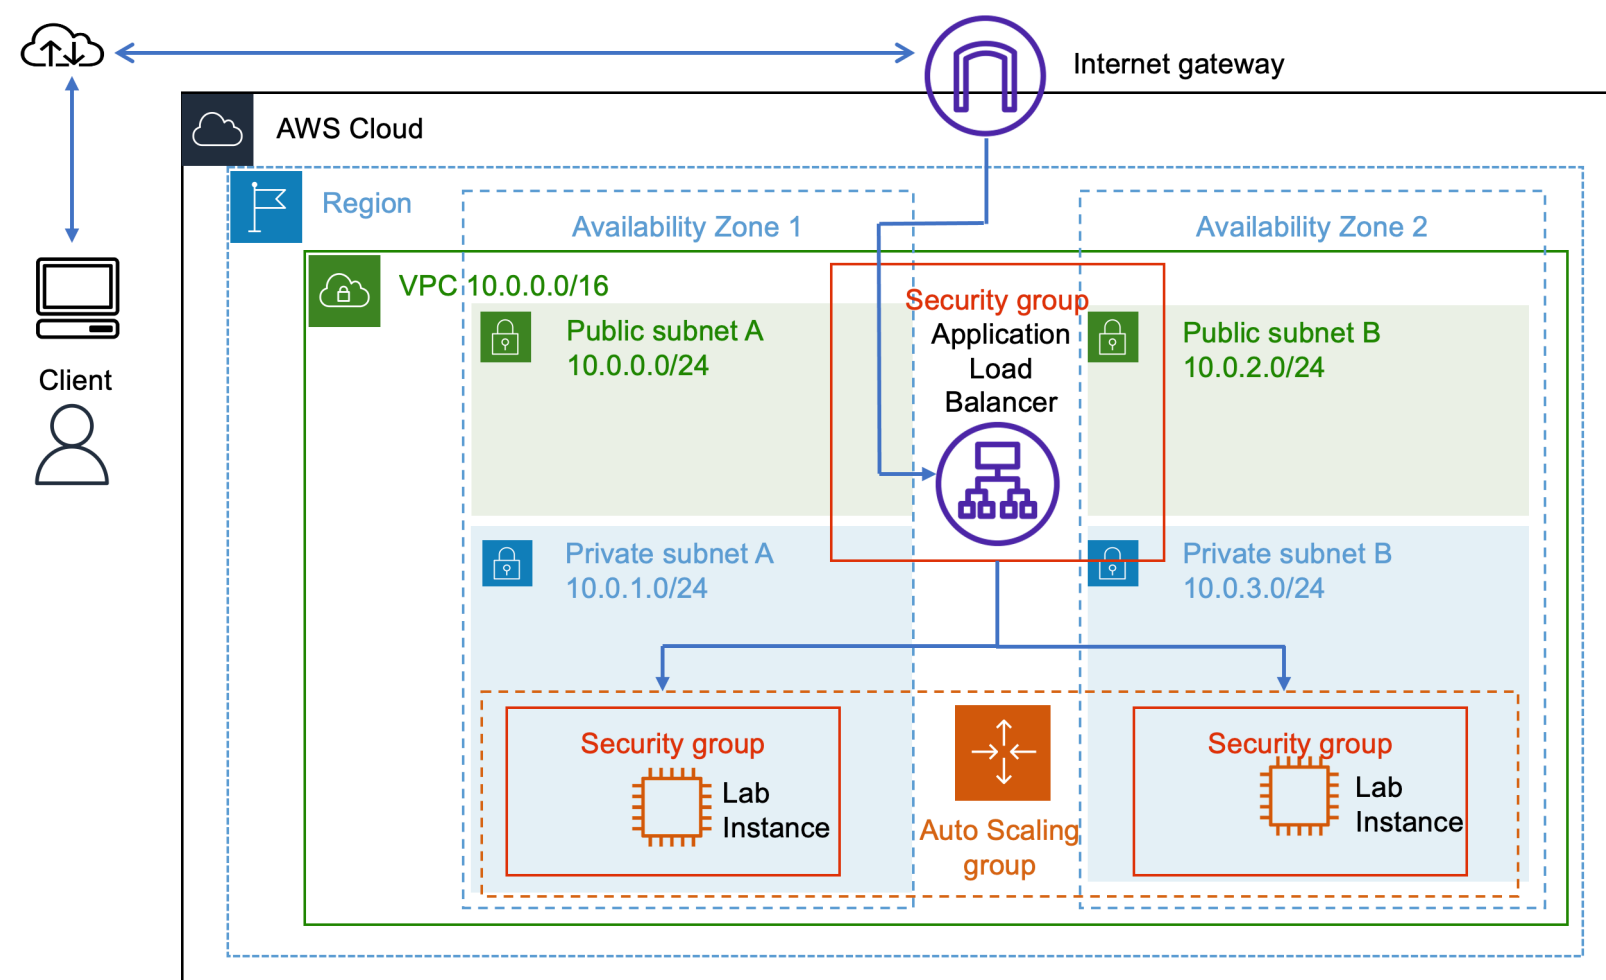 Internet gateway
AWS Cloud
Region
Availability Zone 1
Availability Zone 2
VPC 10.0.0.0/16
Security group
Application
Load
Balancer
Public subnet A
10.0.0.0/24
Public subnet B
10.0.2.0/24
Client
Private subnet A
10.0.1.0/24
Private subnet B
10.0.3.0/24
Security group
Lab
Instance
Auto Scaling
group
Security group
Lab
Instance